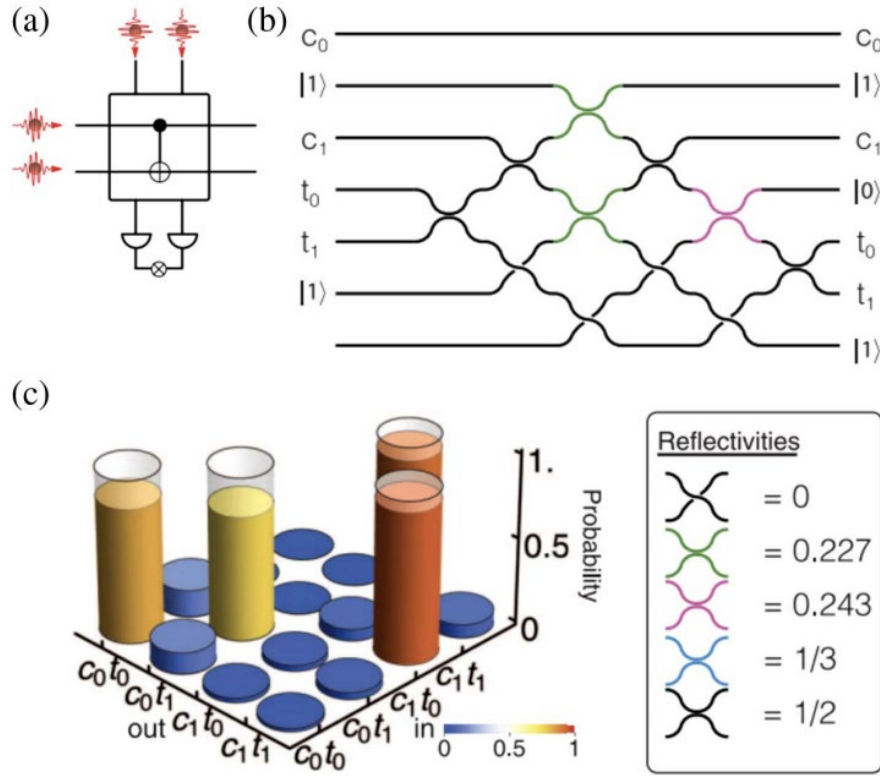 (a)
(b)
C₀
C₀
|1⟩
|1⟩
C₁
C₁
t₀
|0⟩
t₁
t₀
|1⟩
t₁
|1⟩
(c)
1.
0.5
0
Probability
c₀t₀
c₀t₁
c₁t₀
c₁t₁
out
c₀t₀
c₀t₁
c₁t₀
c₁t₁
in
0
0.5
1
Reflectivities
= 0
= 0.227
= 0.243
= 1/3
= 1/2